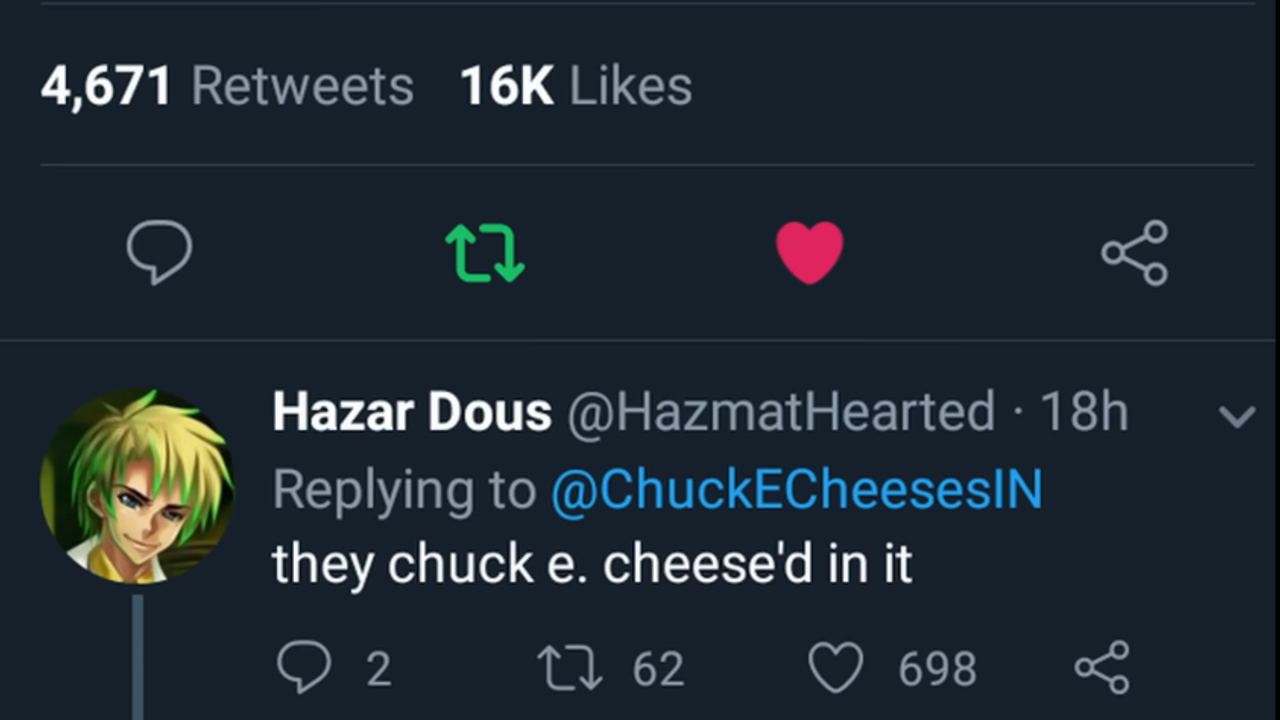 4,671 Retweets 16K Likes
Hazar Dous @HazmatHearted · 18h
Replying to @ChuckECheesesIN
they chuck e. cheese'd in it
2 62 698